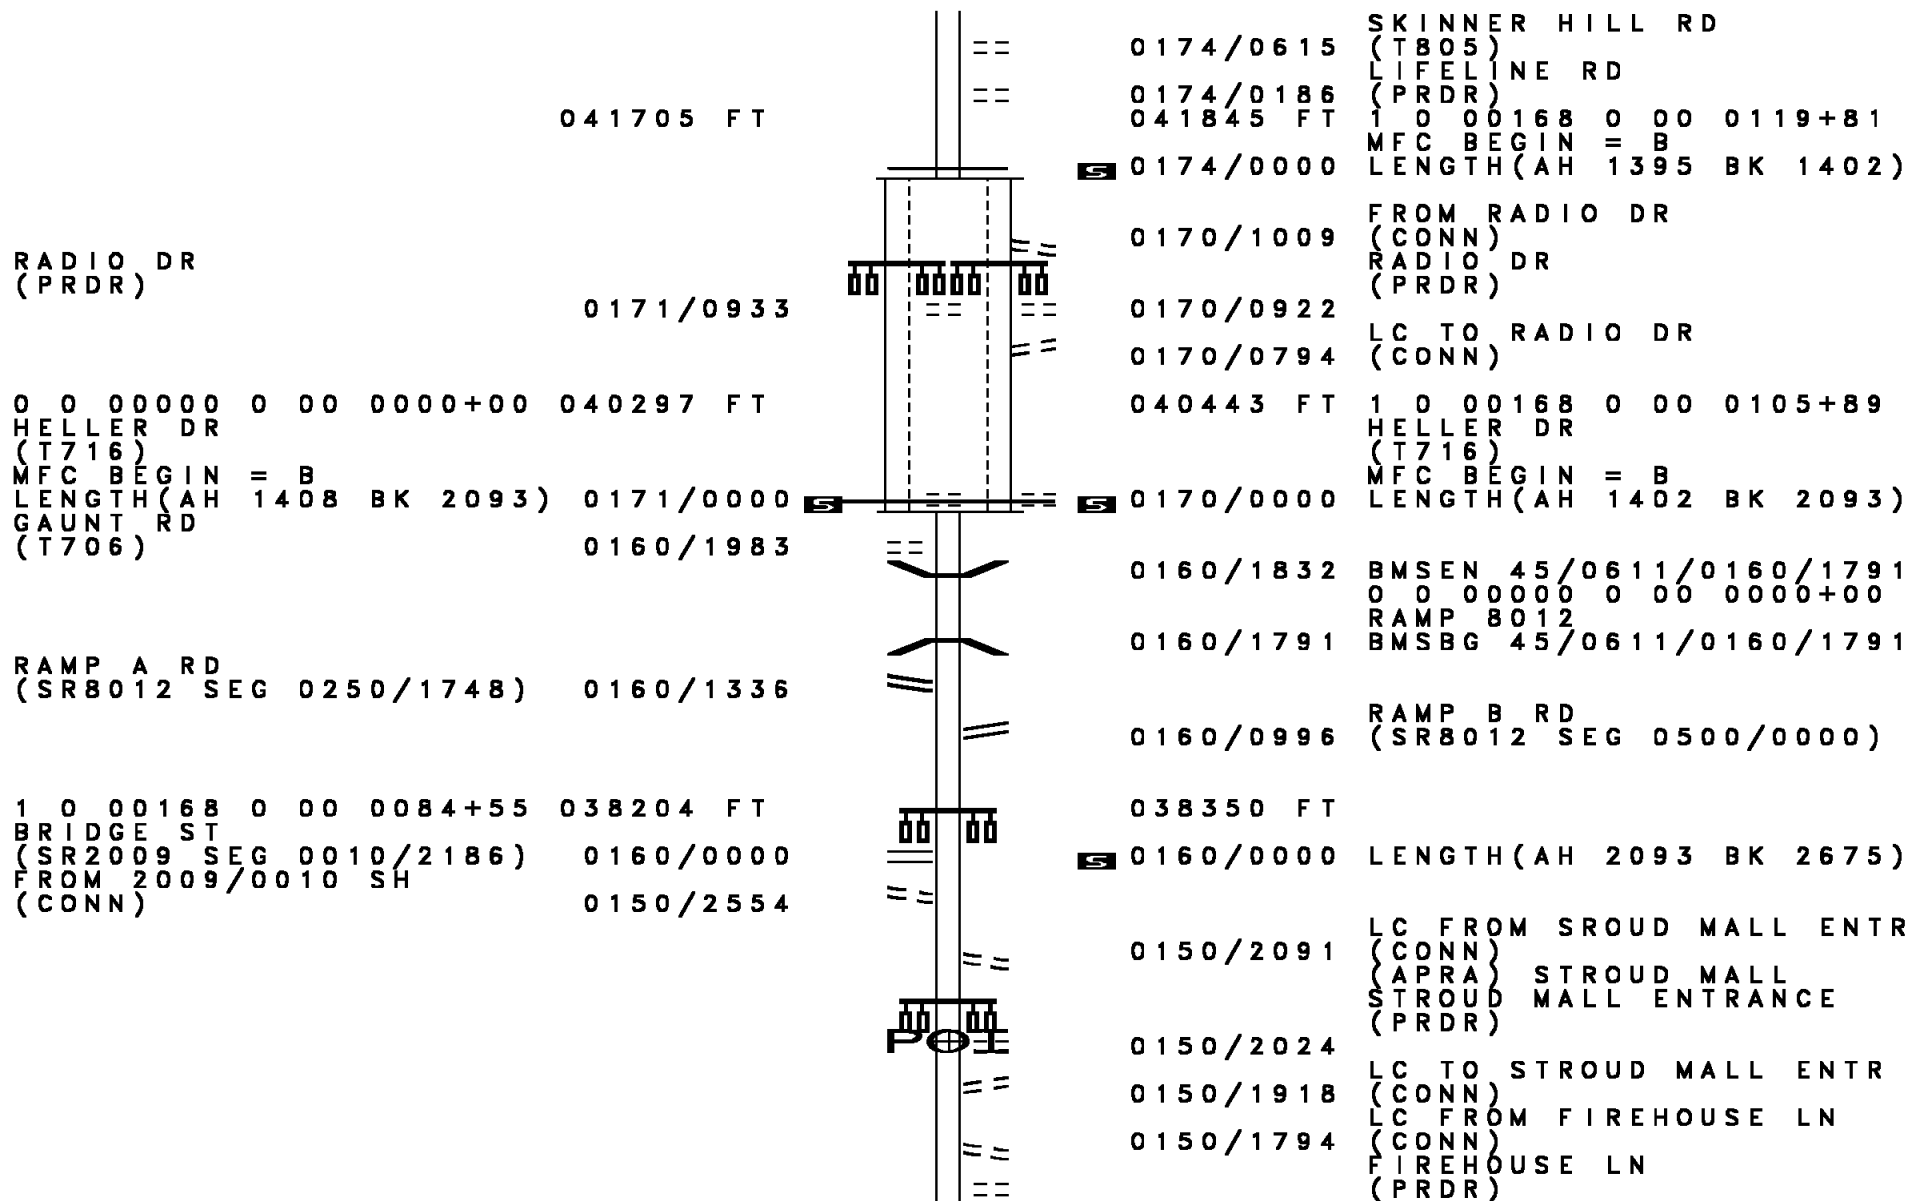 SKINNER HILL RD
0174/0615 (T805)
LIFELINE RD
0174/0186 (PRDR)
041705 FT 041845 FT 1 0 00168 0 00 0119+81
MFC BEGIN = B
S 0174/0000 LENGTH(AH 1395 BK 1402)
FROM RADIO DR
0170/1009 (CONN)
RADIO DR RADIO DR
(PRDR) (PRDR)
0171/0933 0170/0922
LC TO RADIO DR
0170/0794 (CONN)
0 0 00000 0 00 0000+00 040297 FT 040443 FT 1 0 00168 0 00 0105+89
HELLER DR HELLER DR
(T716) (T716)
MFC BEGIN = B MFC BEGIN = B
LENGTH(AH 1408 BK 2093) 0171/0000 S S 0170/0000 LENGTH(AH 1402 BK 2093)
GAUNT RD
(T706) 0160/1983
0160/1832 BMSEN 45/0611/0160/1791
0 0 00000 0 00 0000+00
RAMP 8012
0160/1791 BMSBG 45/0611/0160/1791
RAMP A RD
(SR8012 SEG 0250/1748) 0160/1336
RAMP B RD
0160/0996 (SR8012 SEG 0500/0000)
1 0 00168 0 00 0084+55 038204 FT 038350 FT
BRIDGE ST
(SR2009 SEG 0010/2186) 0160/0000 S 0160/0000 LENGTH(AH 2093 BK 2675)
FROM 2009/0010 SH
(CONN) 0150/2554
LC FROM SROUD MALL ENTR
0150/2091 (CONN)
(APRA) STROUD MALL
STROUD MALL ENTRANCE
(PRDR)
POI 0150/2024
LC TO STROUD MALL ENTR
0150/1918 (CONN)
LC FROM FIREHOUSE LN
0150/1794 (CONN)
FIREHOUSE LN
(PRDR)